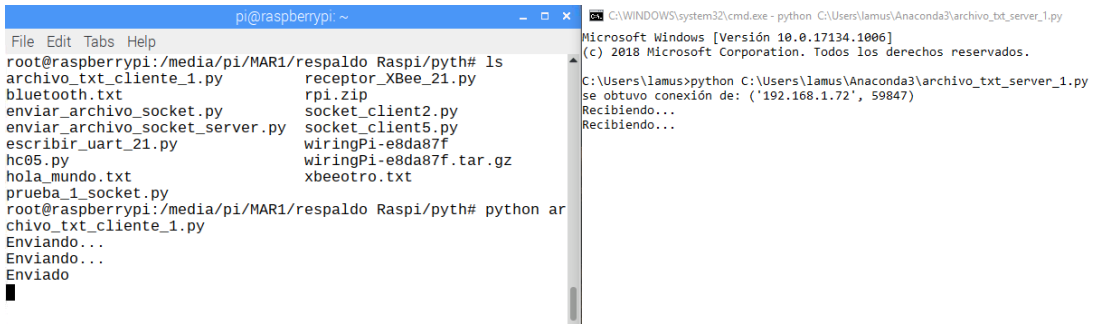 pi@raspberrypi: ~
File Edit Tabs Help
root@raspberrypi:/media/pi/MAR1/respaldo Raspi/pyth# ls
archivo_txt_cliente_1.py receptor_XBee_21.py
bluetooth.txt rpi.zip
enviar_archivo_socket.py socket_client2.py
enviar_archivo_socket_server.py socket_client5.py
escribir_uart_21.py wiringPi-e8da87f
hc05.py wiringPi-e8da87f.tar.gz
hola_mundo.txt xbeeotro.txt
prueba_1_socket.py
root@raspberrypi:/media/pi/MAR1/respaldo Raspi/pyth# python ar
chivo_txt_cliente_1.py
Enviando...
Enviando...
Enviado
C:\WINDOWS\system32\cmd.exe - python C:\Users\lamus\Anaconda3\archivo_txt_server_1.py
Microsoft Windows [Versión 10.0.17134.1006]
(c) 2018 Microsoft Corporation. Todos los derechos reservados.
C:\Users\lamus>python C:\Users\lamus\Anaconda3\archivo_txt_server_1.py
se obtuvo conexión de: ('192.168.1.72', 59847)
Recibiendo...
Recibiendo...